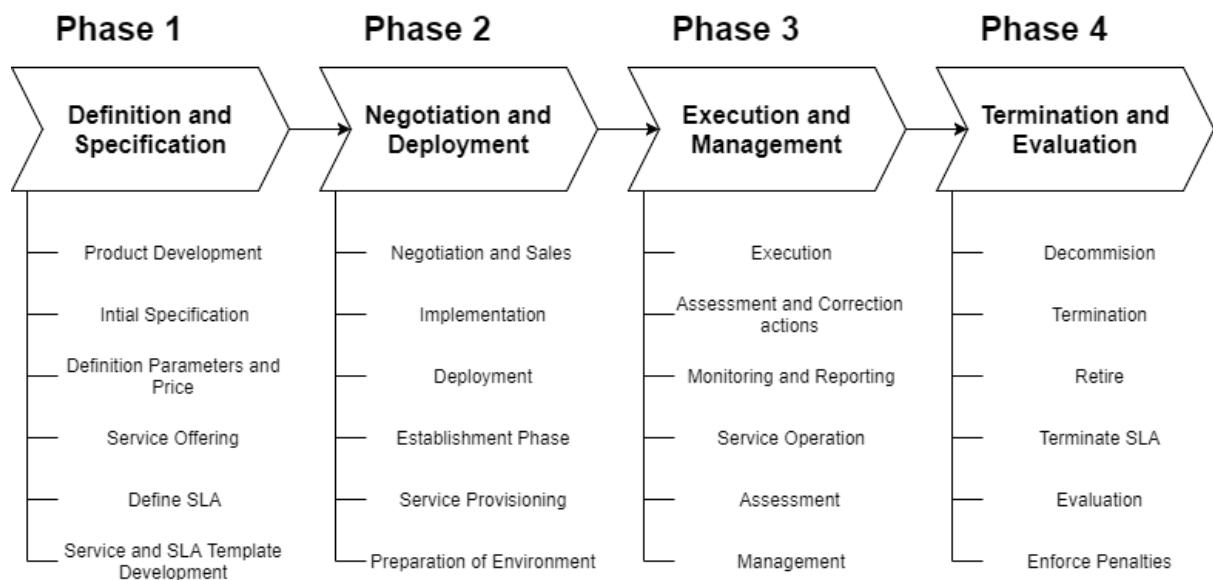 Phase 1
Phase 2
Phase 3
Phase 4
Definition and
Specification
Negotiation and
Deployment
Execution and
Management
Termination and
Evaluation
Product Development
Intial Specification
Definition Parameters and
Price
Service Offering
Define SLA
Service and SLA Template
Development
Negotiation and Sales
Implementation
Deployment
Establishment Phase
Service Provisioning
Preparation of Environment
Execution
Assessment and Correction
actions
Monitoring and Reporting
Service Operation
Assessment
Management
Decommision
Termination
Retire
Terminate SLA
Evaluation
Enforce Penalties